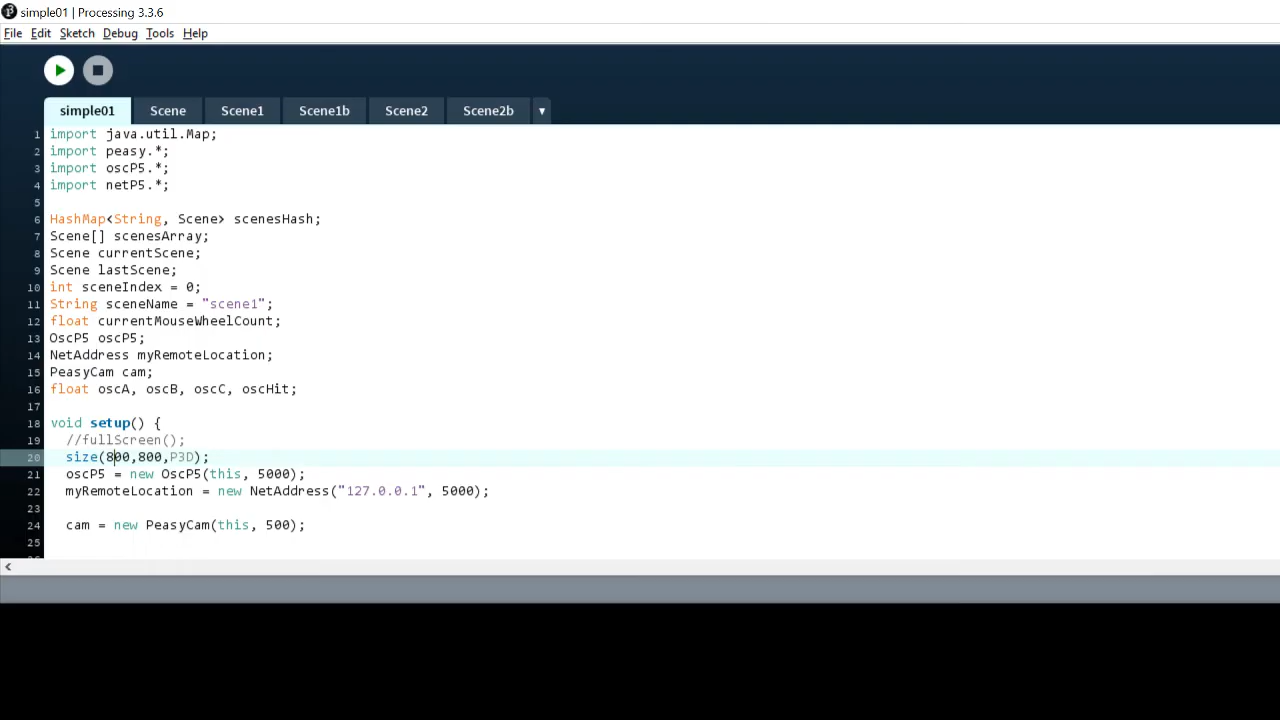 simple01 | Processing 3.3.6
File Edit Sketch Debug Tools Help
simple01 Scene Scene1 Scene1b Scene2 Scene2b ▼
1 import java.util.Map;
2 import peasy.*;
3 import oscP5.*;
4 import netP5.*;
5
6 HashMap<String, Scene> scenesHash;
7 Scene[] scenesArray;
8 Scene currentScene;
9 Scene lastScene;
10 int sceneIndex = 0;
11 String sceneName = "scene1";
12 float currentMouseWheelCount;
13 OscP5 oscP5;
14 NetAddress myRemoteLocation;
15 PeasyCam cam;
16 float oscA, oscB, oscC, oscHit;
17
18 void setup() {
19 //fullScreen();
20 size(800,800,P3D);
21 oscP5 = new OscP5(this, 5000);
22 myRemoteLocation = new NetAddress("127.0.0.1", 5000);
23
24 cam = new PeasyCam(this, 500);
25